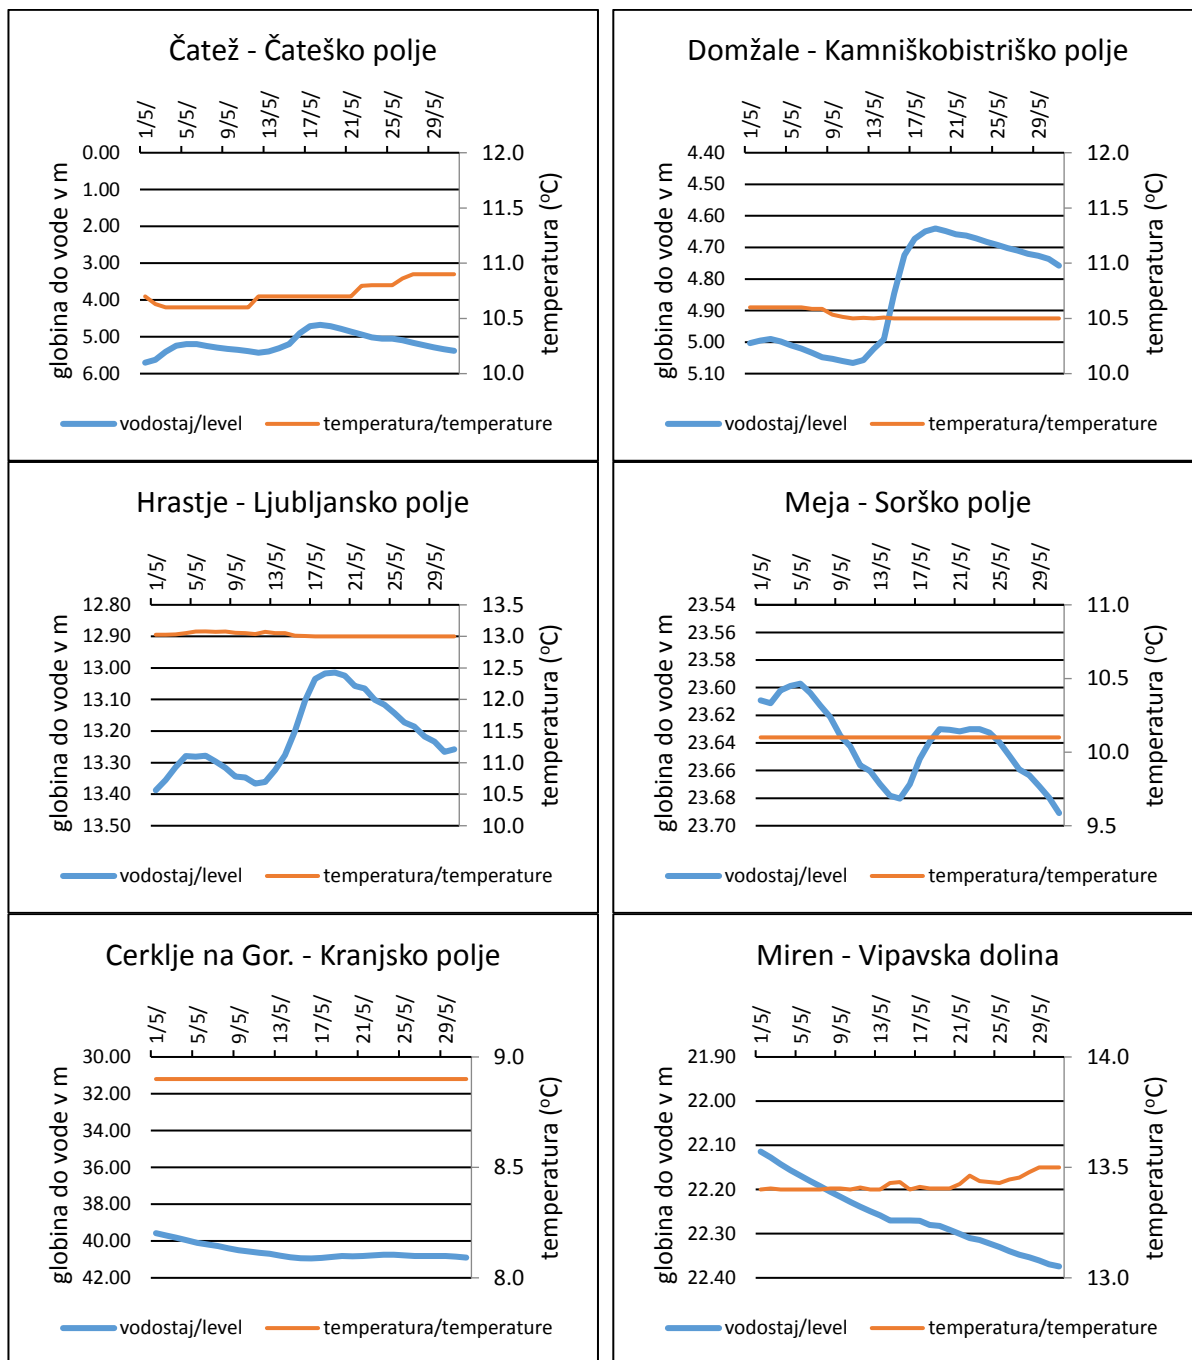 Čatež - Čateško polje
1/5/ 5/5/ 9/5/ 13/5/ 17/5/ 21/5/ 25/5/ 29/5/
0.00
1.00
2.00
3.00
4.00
5.00
6.00
globina do vode v m
12.0
11.5
11.0
10.5
10.0
temperatura (°C)
vodostaj/level temperatura/temperature
Domžale - Kamniškobistriško polje
1/5/ 5/5/ 9/5/ 13/5/ 17/5/ 21/5/ 25/5/ 29/5/
4.40
4.50
4.60
4.70
4.80
4.90
5.00
5.10
globina do vode v m
12.0
11.5
11.0
10.5
10.0
temperatura (°C)
vodostaj/level temperatura/temperature
Hrastje - Ljubljansko polje
1/5/ 5/5/ 9/5/ 13/5/ 17/5/ 21/5/ 25/5/ 29/5/
12.80
12.90
13.00
13.10
13.20
13.30
13.40
13.50
globina do vode v m
13.5
13.0
12.5
12.0
11.5
11.0
10.5
10.0
temperatura (°C)
vodostaj/level temperatura/temperature
Meja - Sorško polje
1/5/ 5/5/ 9/5/ 13/5/ 17/5/ 21/5/ 25/5/ 29/5/
23.54
23.56
23.58
23.60
23.62
23.64
23.66
23.68
23.70
globina do vode v m
11.0
10.5
10.0
9.5
temperatura (°C)
vodostaj/level temperatura/temperature
Cerklje na Gor. - Kranjsko polje
1/5/ 5/5/ 9/5/ 13/5/ 17/5/ 21/5/ 25/5/ 29/5/
30.00
32.00
34.00
36.00
38.00
40.00
42.00
globina do vode v m
9.0
8.5
8.0
temperatura (°C)
vodostaj/level temperatura/temperature
Miren - Vipavska dolina
1/5/ 5/5/ 9/5/ 13/5/ 17/5/ 21/5/ 25/5/ 29/5/
21.90
22.00
22.10
22.20
22.30
22.40
globina do vode v m
14.0
13.5
13.0
temperatura (°C)
vodostaj/level temperatura/temperature